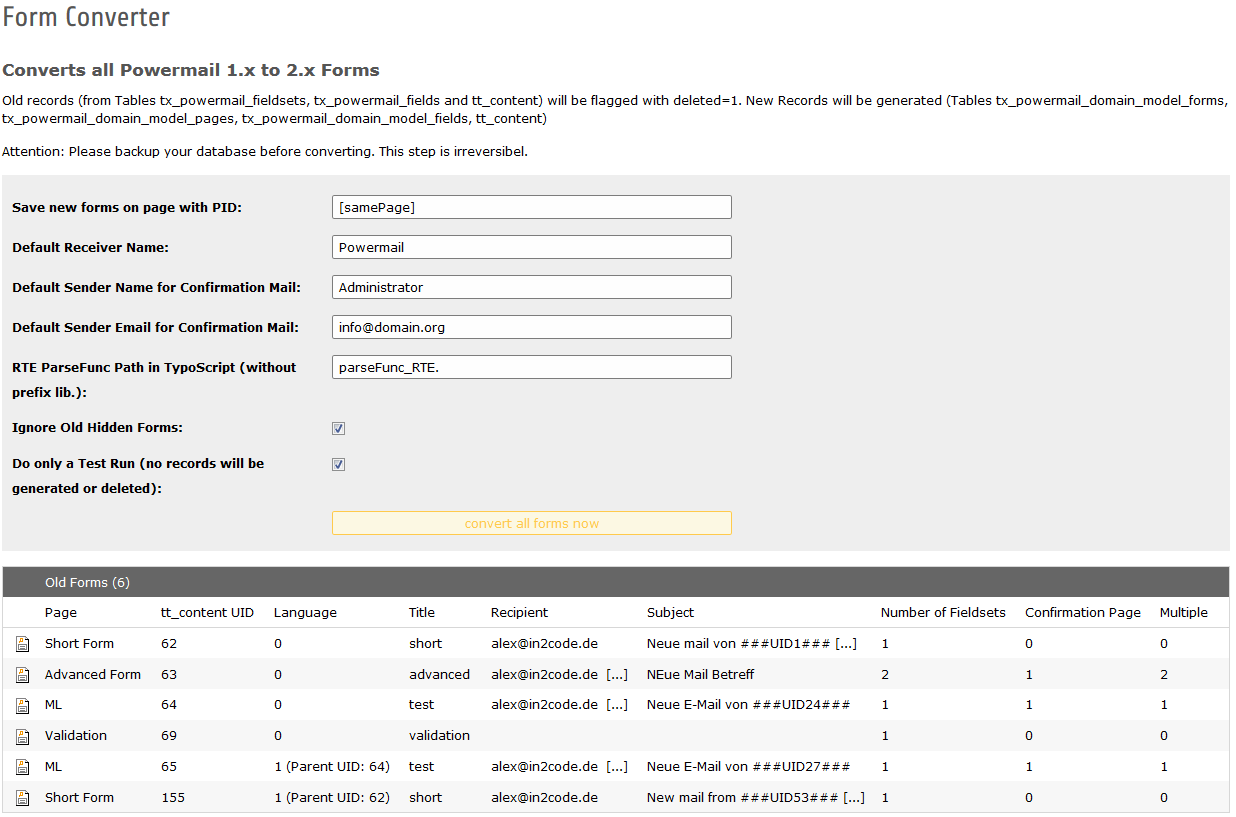 Form Converter
Converts all Powermail 1.x to 2.x Forms
Old records (from Tables tx_powermail_fieldsets, tx_powermail_fields and tt_content) will be flagged with deleted=1. New Records will be generated (Tables tx_powermail_domain_model_forms,
tx_powermail_domain_model_pages, tx_powermail_domain_model_fields, tt_content)
Attention: Please backup your database before converting. This step is irreversibel.
Save new forms on page with PID: [samePage]
Default Receiver Name: Powermail
Default Sender Name for Confirmation Mail: Administrator
Default Sender Email for Confirmation Mail: info@domain.org
RTE ParseFunc Path in TypoScript (without parseFunc_RTE.
prefix lib.):
Ignore Old Hidden Forms:
Do only a Test Run (no records will be
generated or deleted):
convert all forms now
Old Forms (6)
Page tt_content UID Language Title Recipient Subject Number of Fieldsets Confirmation Page Multiple
Short Form 62 0 short alex@in2code.de Neue mail von ###UID1### [...] 1 0 0
Advanced Form 63 0 advanced alex@in2code.de [...] NEue Mail Betreff 2 1 2
ML 64 0 test alex@in2code.de [...] Neue E-Mail von ###UID24### 1 1 1
Validation 69 0 validation 1 0 0
ML 65 1 (Parent UID: 64) test alex@in2code.de [...] Neue E-Mail von ###UID27### 1 1 1
Short Form 155 1 (Parent UID: 62) short alex@in2code.de New mail from ###UID53### [...] 1 0 0